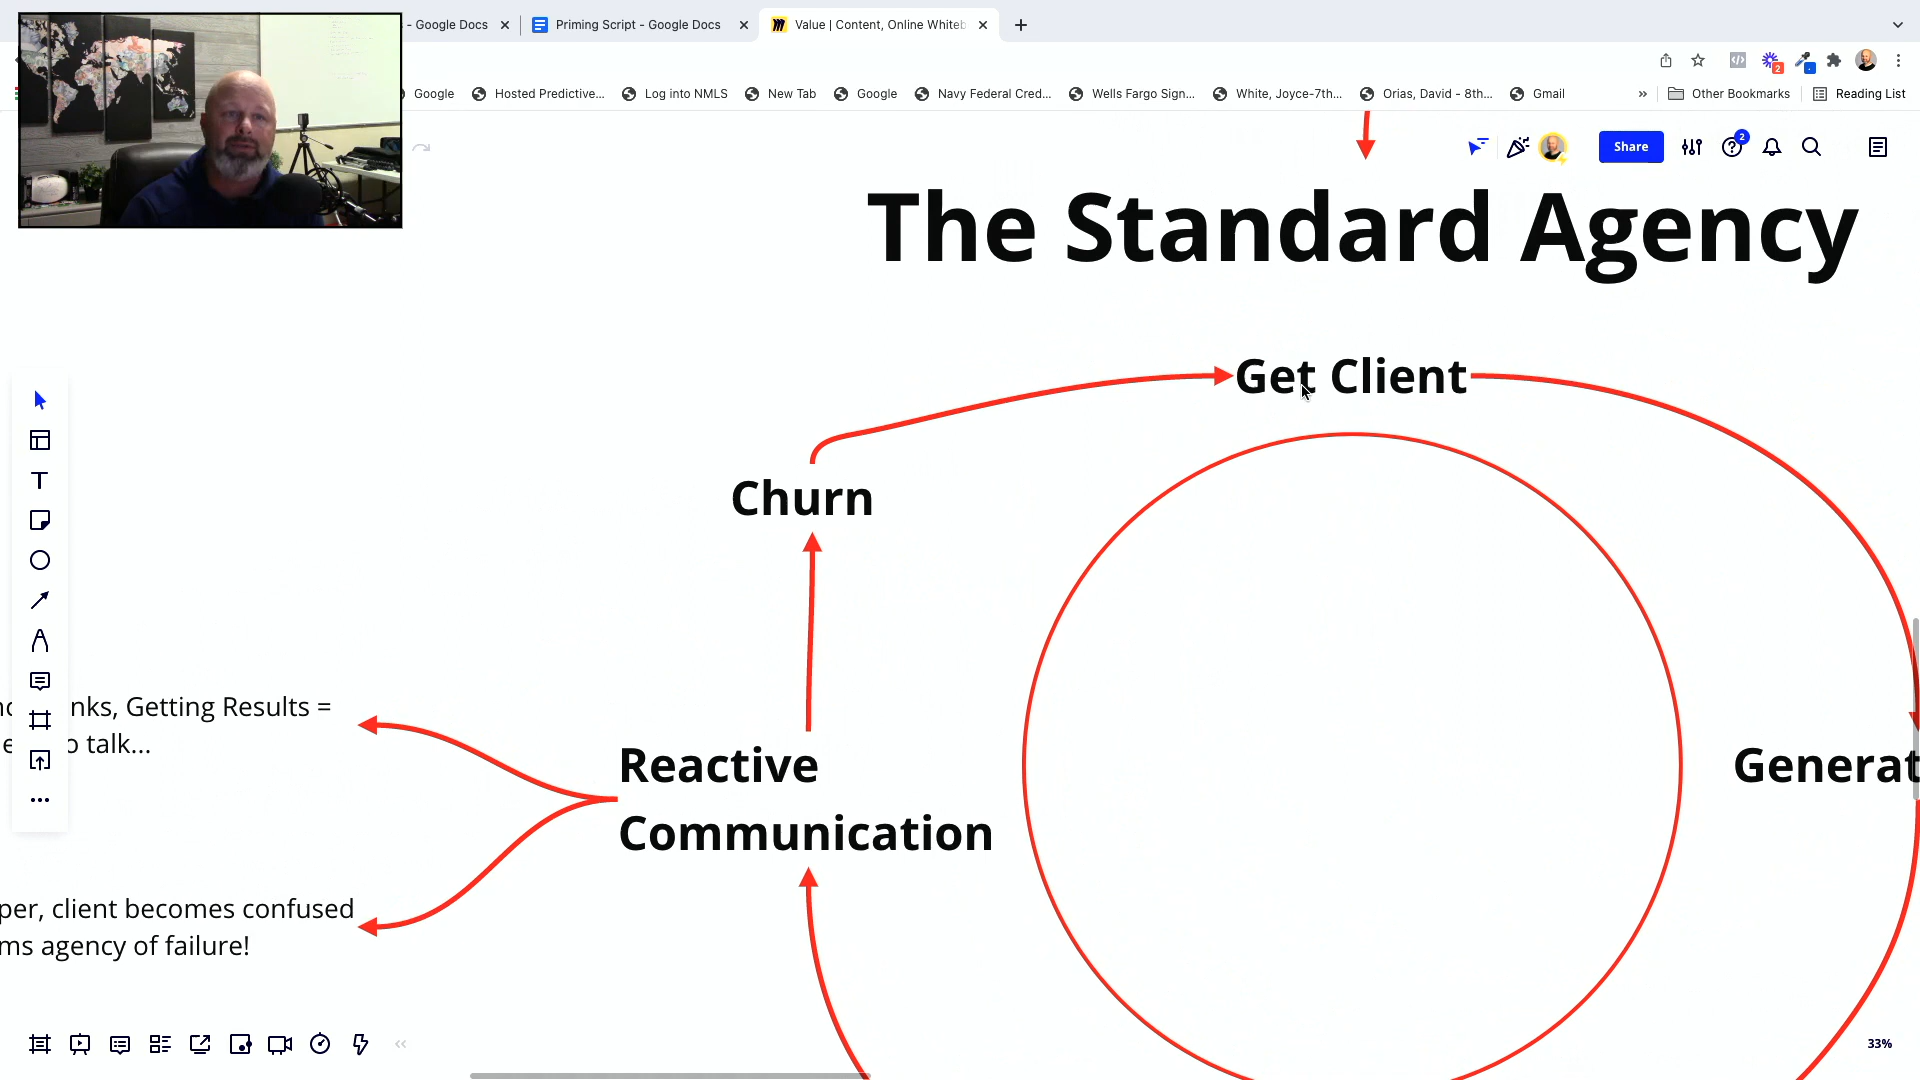 - Google Docs
Priming Script - Google Docs
Value | Content, Online Whiteb
2
Google
Hosted Predictive...
Log into NMLS
New Tab
Google
Navy Federal Cred...
Wells Fargo Sign...
White, Joyce-7th...
Orias, David - 8th...
Gmail
»
Other Bookmarks
Reading List
Share
2
The Standard Agency
Get Client
Churn
nks, Getting Results =
o talk...
Reactive
Communication
Generat
per, client becomes confused
ms agency of failure!
33%